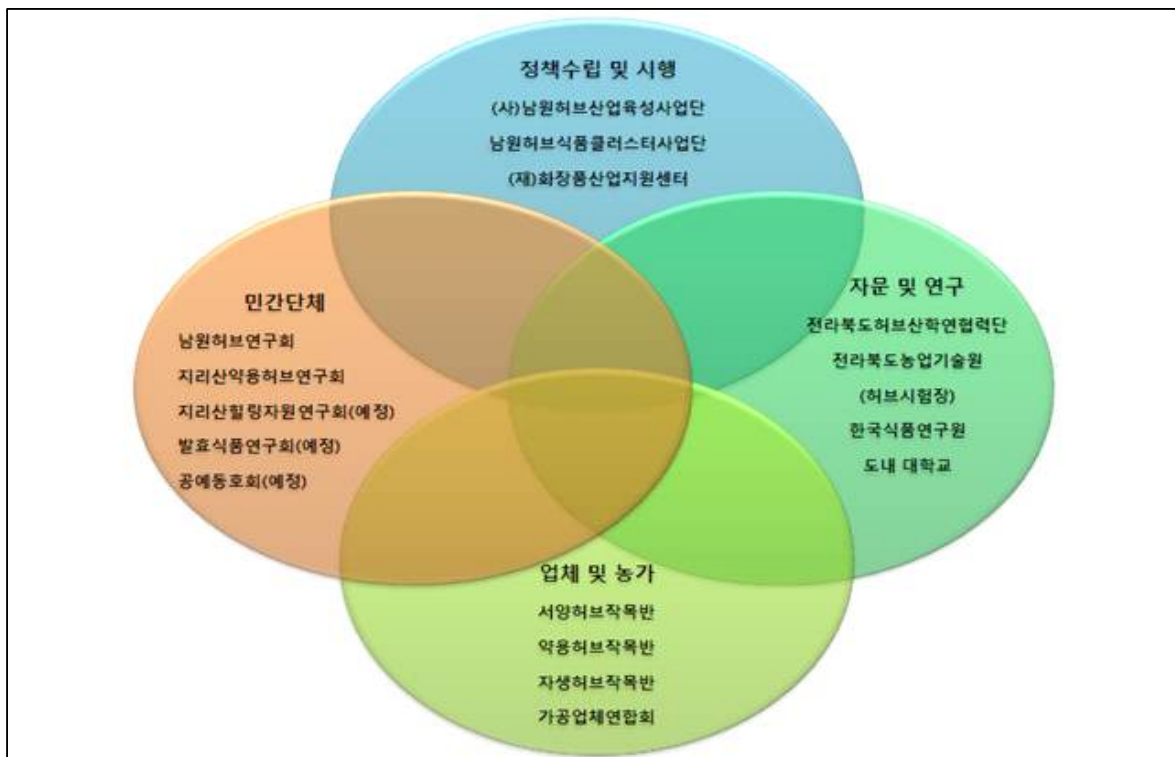 정책수립 및 시행
(사)남원허브산업육성사업단
남원허브식품클러스터사업단
(재)화장품산업지원센터
민간단체
남원허브연구회
지리산약용허브연구회
지리산힐링자원연구회(예정)
발효식품연구회(예정)
공예동호회(예정)
자문 및 연구
전라북도허브산학연협력단
전라북도농업기술원
(허브시험장)
한국식품연구원
도내 대학교
업체 및 농가
서양허브작목반
약용허브작목반
자생허브작목반
가공업체연합회